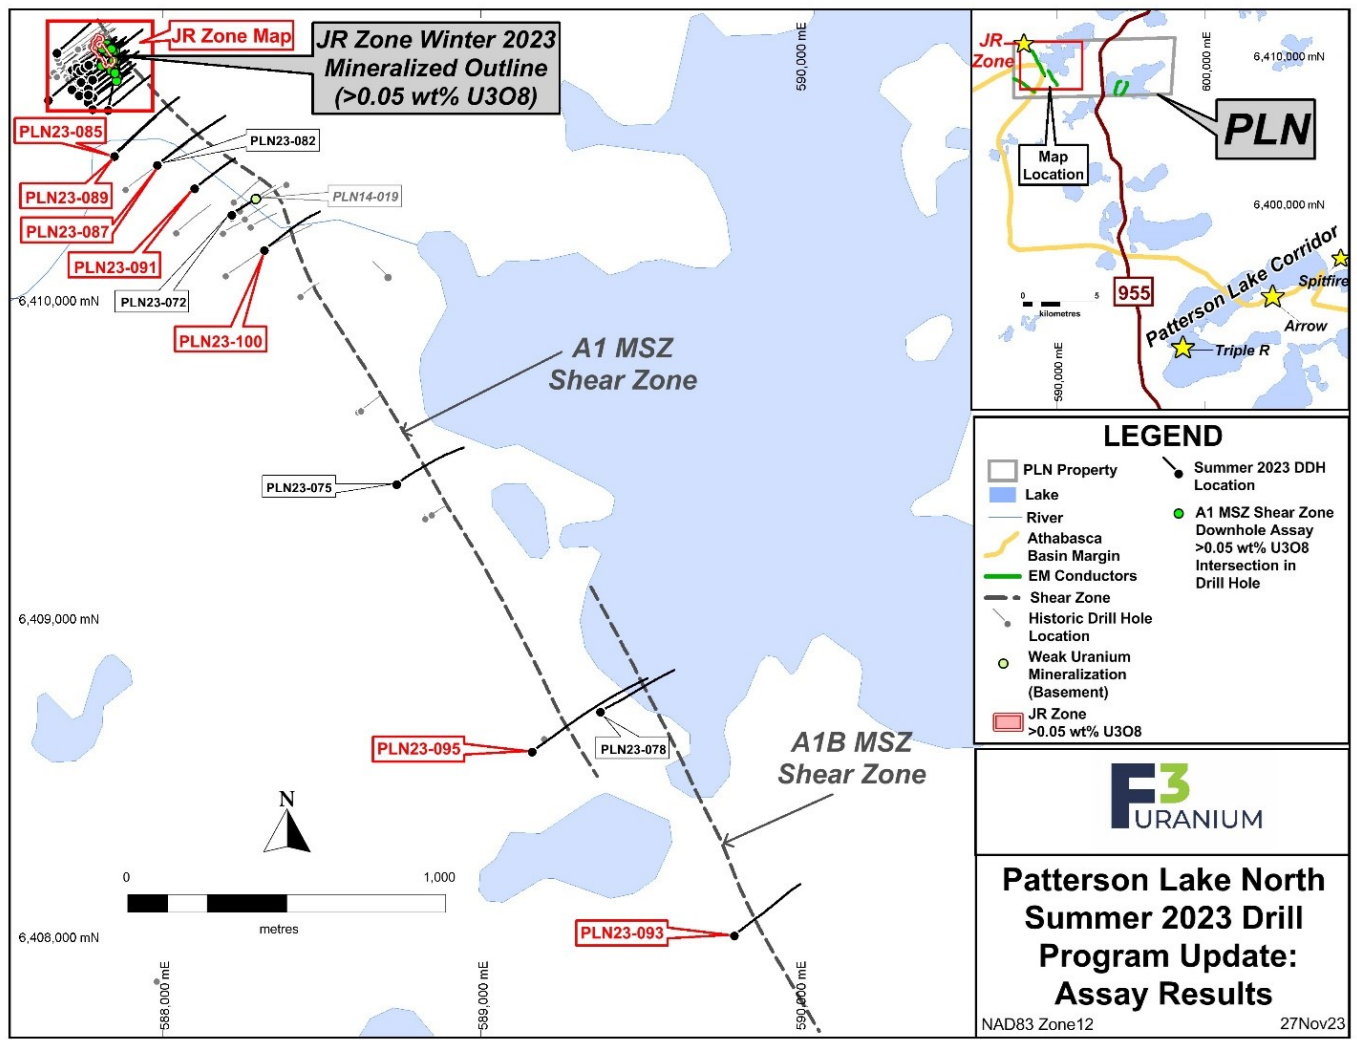 JR Zone Map
JR Zone Winter 2023
Mineralized Outline
(>0.05 wt% U3O8)
PLN23-085
PLN23-082
PLN23-089
PLN14-019
PLN23-087
PLN23-091
PLN23-072
6,410,000 mN
PLN23-100
A1 MSZ
Shear Zone
PLN23-075
6,409,000 mN
PLN23-095
PLN23-078
A1B MSZ
Shear Zone
N
0 1,000
metres
PLN23-093
6,408,000 mN
588,000 mE
589,000 mE
590,000 mE
590,000 mE
JR
Zone
600,000 mE
6,410,000 mN
PLN
Map
Location
6,400,000 mN
Patterson Lake Corridor
Spitfire
955
0 5
kilometres
Arrow
Triple R
590,000 mE
LEGEND
PLN Property
Lake
River
Athabasca
Basin Margin
EM Conductors
Shear Zone
Historic Drill Hole
Location
Weak Uranium
Mineralization
(Basement)
JR Zone
>0.05 wt% U3O8
Summer 2023 DDH
Location
A1 MSZ Shear Zone
Downhole Assay
>0.05 wt% U3O8
Intersection in
Drill Hole
F3
URANIUM
Patterson Lake North
Summer 2023 Drill
Program Update:
Assay Results
NAD83 Zone12 27Nov23